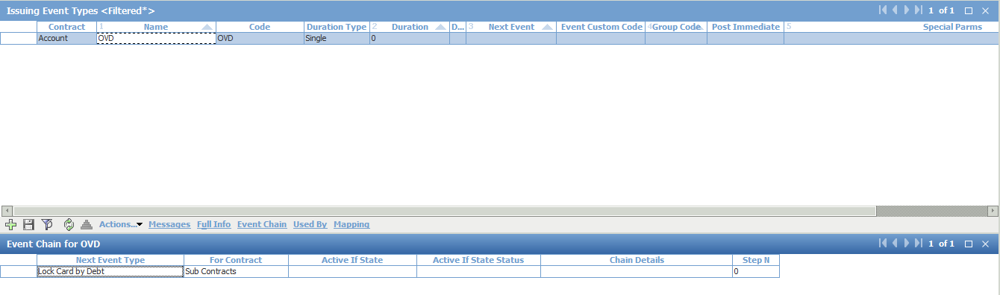 Issuing Event Types <Filtered*> 1 of 1
Contract 1 Name Code Duration Type 2 Duration D... 3 Next Event Event Custom Code 4 Group Code Post Immediate 5 Special Parms
Account OVD OVD Single 0
Actions... Messages Full Info Event Chain Used By Mapping
Event Chain for OVD 1 of 1
Next Event Type For Contract Active If State Active If State Status Chain Details Step N
Lock Card by Debt Sub Contracts 0